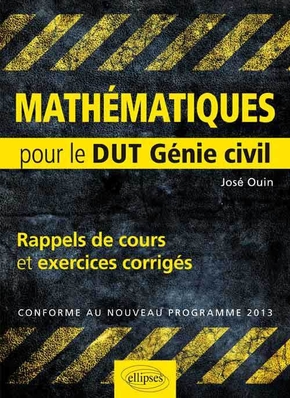 MATHÉMATIQUES
pour le DUT Génie civil
José Ouin
Rappels de cours
et exercices corrigés
CONFORME AU NOUVEAU PROGRAMME 2013
ellipses